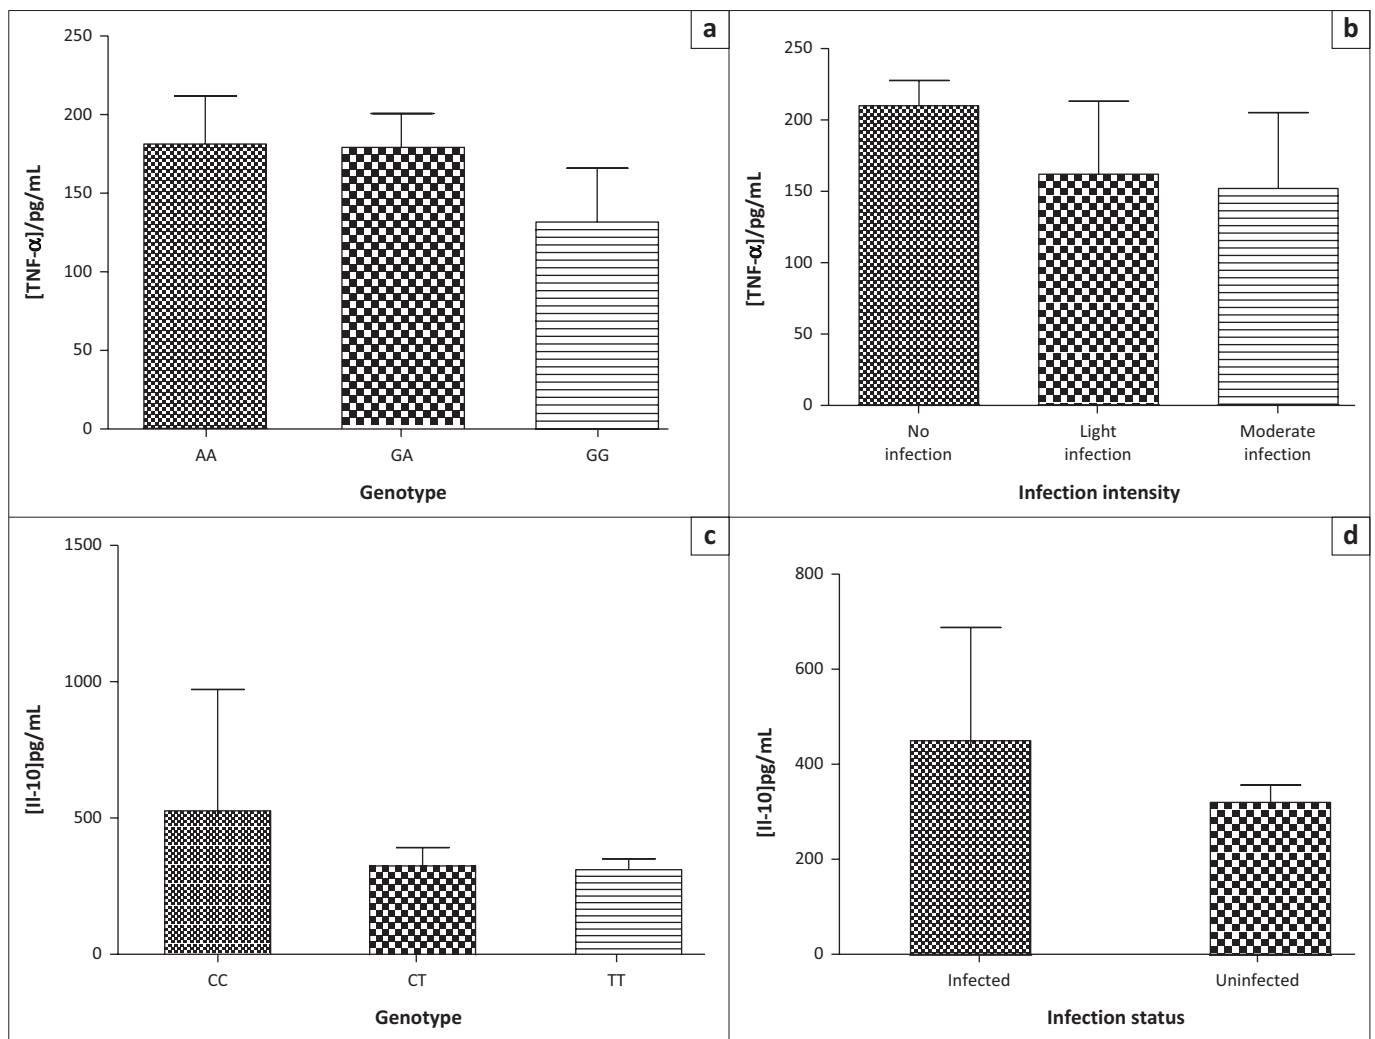 a
250
200
150
100
50
0
[TNF-α]/pg/mL
AA GA GG
Genotype
b
250
200
150
100
50
0
[TNF-α]/pg/mL
No infection Light infection Moderate infection
Infection intensity
c
1500
1000
500
0
[Il-10]pg/mL
CC CT TT
Genotype
d
800
600
400
200
0
[Il-10]pg/mL
Infected Uninfected
Infection status